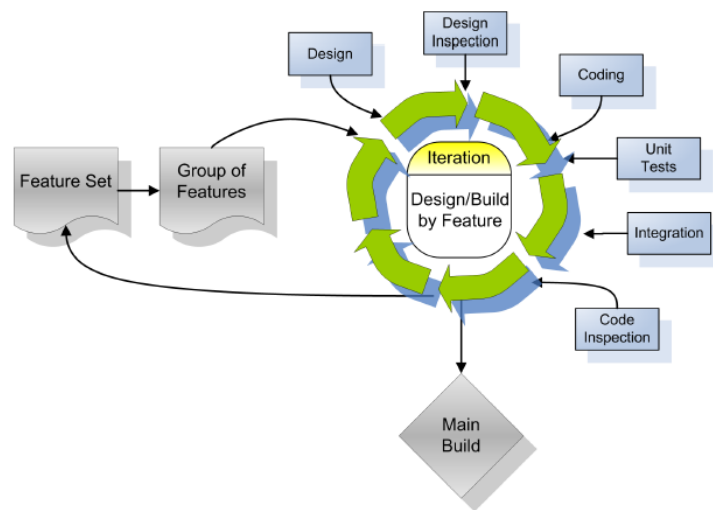 Design
Inspection
Design
Coding
Iteration
Unit
Tests
Feature Set
Group of
Features
Design/Build
by Feature
Integration
Code
Inspection
Main
Build